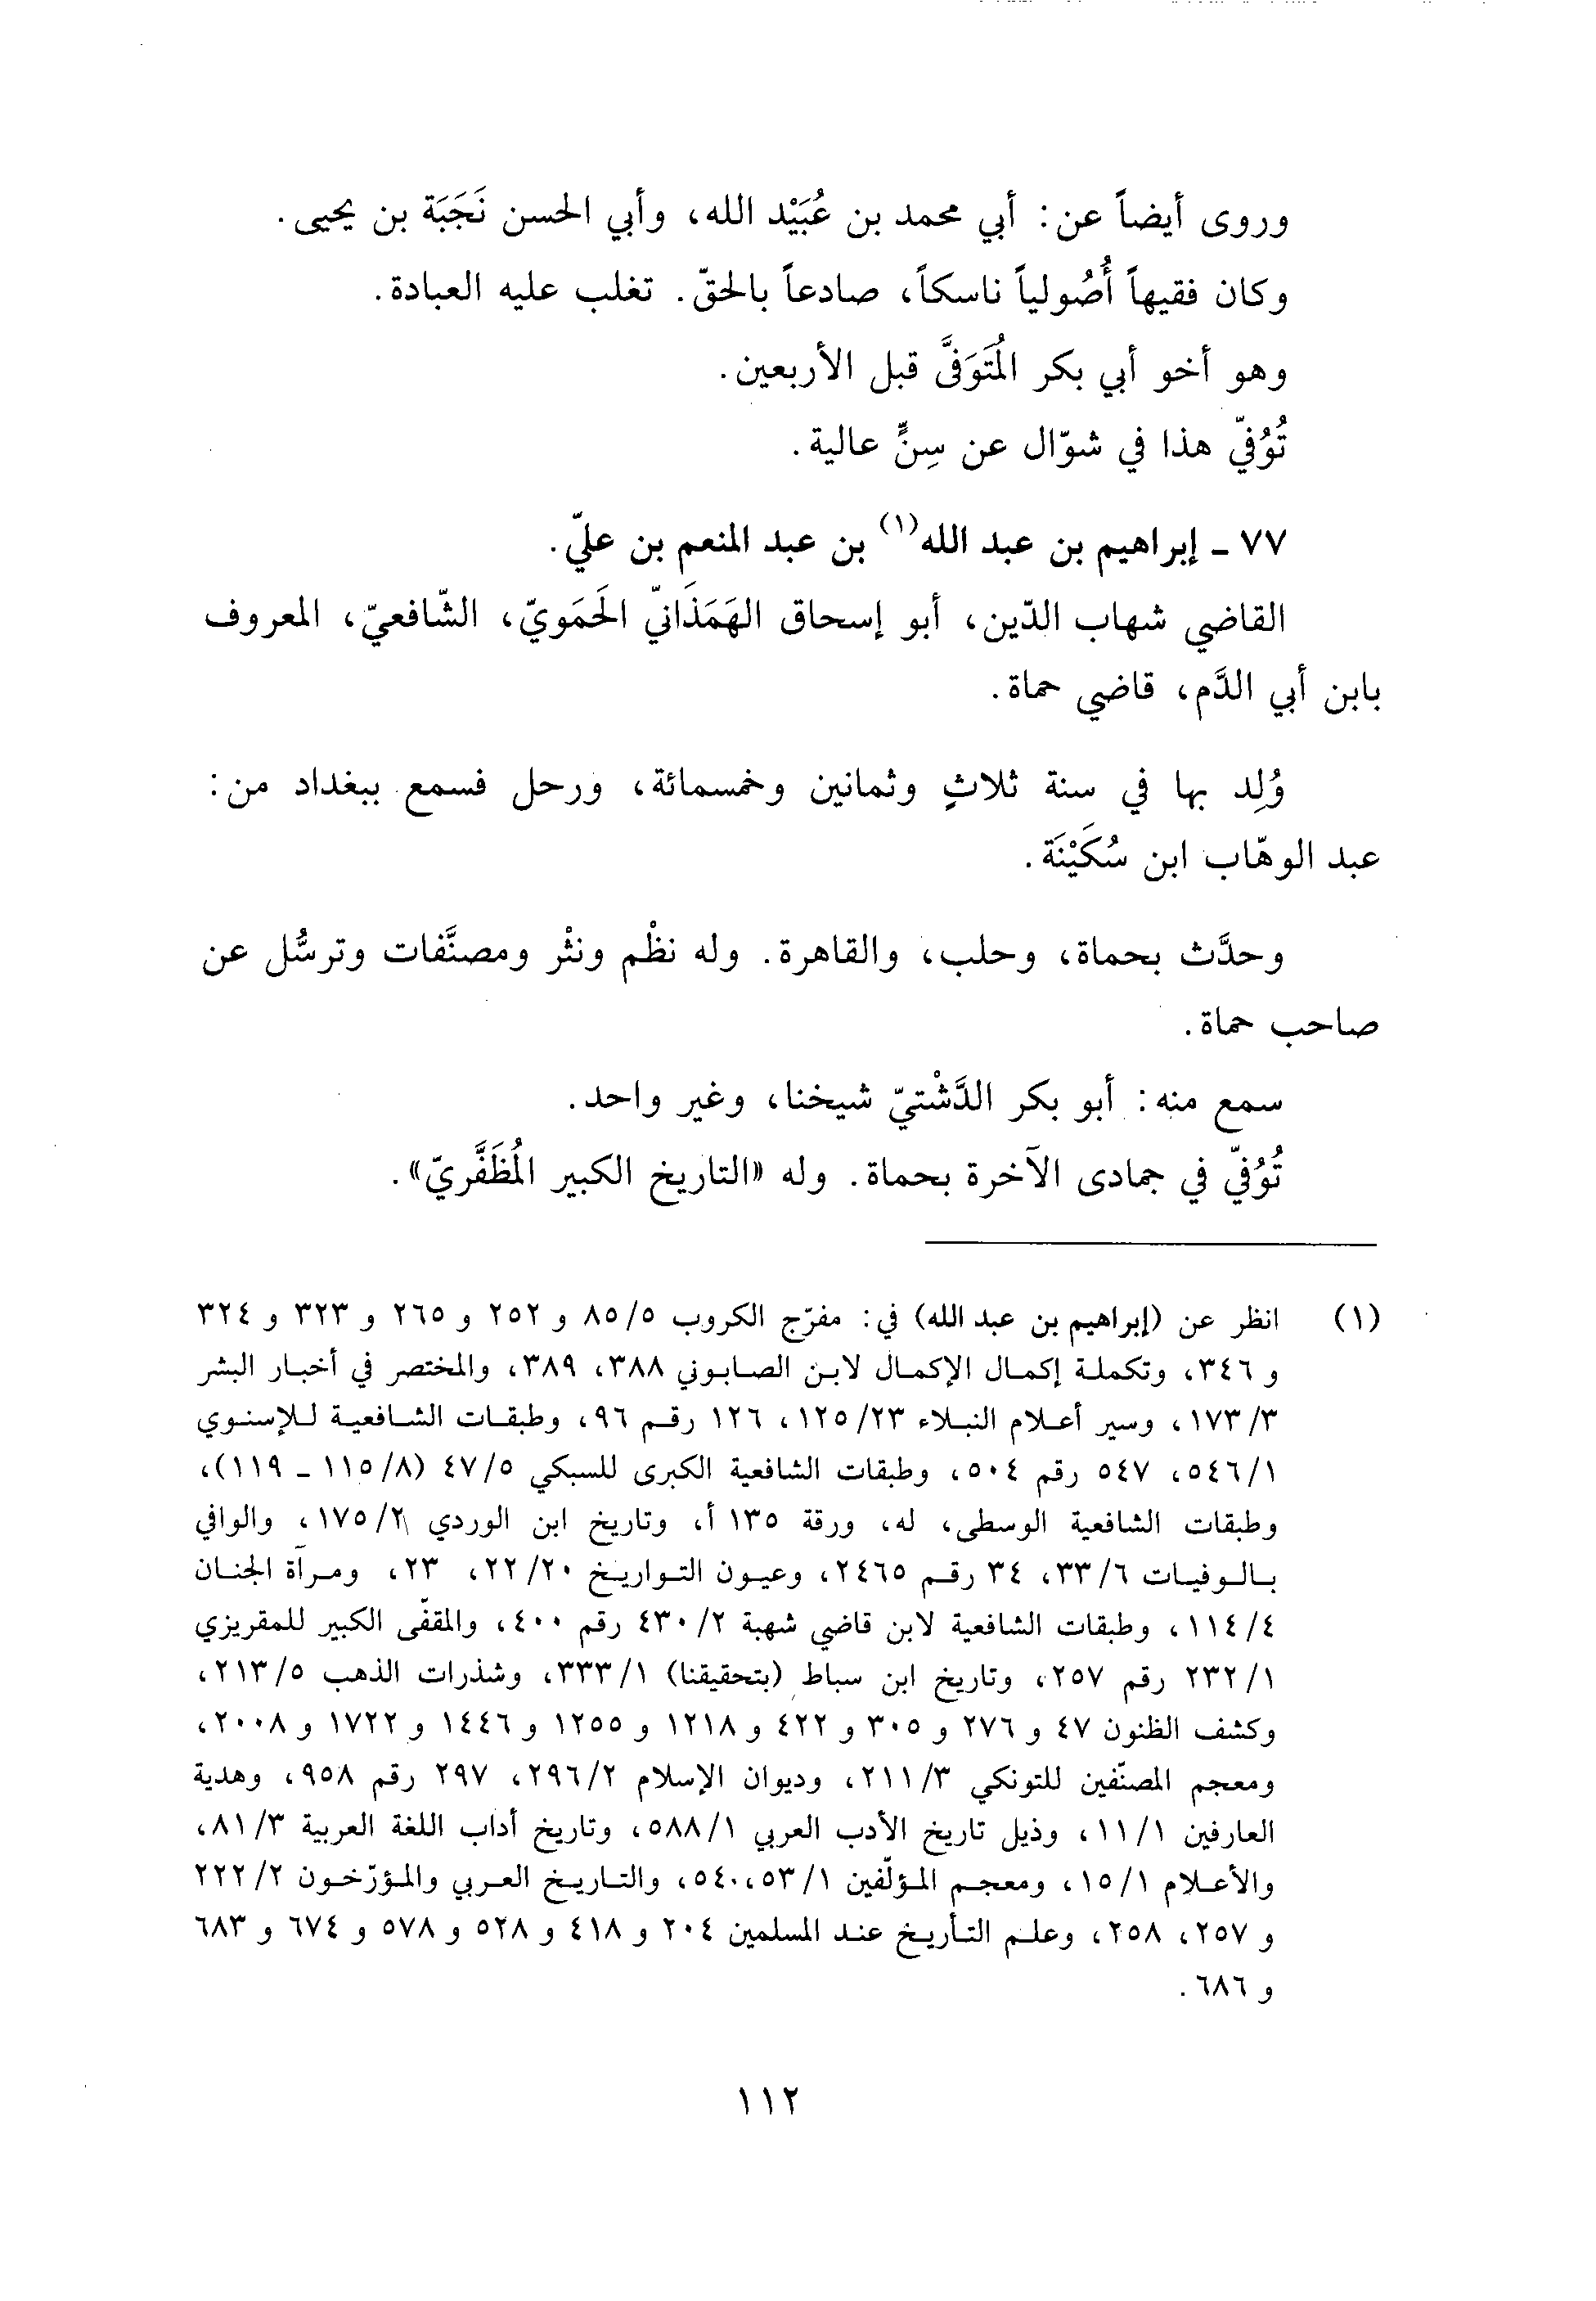 وروى أيضاً عن: أبي محمد بن عُبَيْد الله، وأبي الحسن نَجَبَة بن يحيى.
وكان فقيهاً أُصُولياً ناسكاً، صادعاً بالحقّ. تغلب عليه العبادة.
وهو أخو أبي بكر المُتَوَفَّى قبل الأربعين.
تُوُفّي هذا في شوّال عن سِنٍّ عالية.
٧٧ ـ إبراهيم بن عبد الله(١) بن عبد المنعم بن عليّ.
القاضي شهاب الدّين، أبو إسحاق الهَمَذَانيّ الحَمَويّ، الشّافعيّ، المعروف
بابن أبي الدَّم، قاضي حماة.
وُلِد بها في سنة ثلاثٍ وثمانين وخمسمائة، ورحل فسمع ببغداد من:
عبد الوهّاب ابن سُكَيْنَة.
وحدَّث بحماة، وحلب، والقاهرة. وله نظْم ونثْر ومصنَّفات وترسُّل عن
صاحب حماة.
سمع منه: أبو بكر الدَّشْتيّ شيخنا، وغير واحد.
تُوُفّي في جمادى الآخرة بحماة. وله «التاريخ الكبير المُظَفَّريّ».
(١) انظر عن (إبراهيم بن عبد الله) في: مفرّج الكروب ٨٥/٥ و ٢٥٢ و ٢٦٥ و ٣٢٣ و ٣٢٤
و ٣٤٦، وتكملة إكمال الإكمال لابن الصابوني ٣٨٨، ٣٨٩، والمختصر في أخبار البشر
١٧٣/٣، وسير أعلام النبلاء ١٢٥/٢٣، ١٢٦ رقم ٩٦، وطبقات الشافعية للإسنوي
٥٤٦/١، ٥٤٧ رقم ٥٠٤، وطبقات الشافعية الكبرى للسبكي ٤٧/٥ (١١٥/٨ ـ ١١٩)،
وطبقات الشافعية الوسطى، له، ورقة ١٣٥ أ، وتاريخ ابن الوردي ١٧٥/٢، والوافي
بالوفيات ٣٣/٦، ٣٤ رقم ٢٤٦٥، وعيون التواريخ ٢٢/٢٠، ٢٣، ومرآة الجنان
١١٤/٤، وطبقات الشافعية لابن قاضي شهبة ٤٣٠/٢ رقم ٤٠٠، والمقفّى الكبير للمقريزي
٢٣٢/١ رقم ٢٥٧، وتاريخ ابن سباط (بتحقيقنا) ٣٣٣/١، وشذرات الذهب ٢١٣/٥،
وكشف الظنون ٤٧ و ٢٧٦ و ٣٠٥ و ٤٢٢ و ١٢١٨ و ١٢٥٥ و ١٤٤٦ و ١٧٢٢ و ٢٠٠٨،
ومعجم المصنّفين للتونكي ٢١١/٣، وديوان الإسلام ٢٩٦/٢، ٢٩٧ رقم ٩٥٨، وهدية
العارفين ١١/١، وذيل تاريخ الأدب العربي ٥٨٨/١، وتاريخ أداب اللغة العربية ٨١/٣،
والأعلام ١٥/١، ومعجم المؤلّفين ٥٣/١، ٥٤٠، والتاريخ العربي والمؤرّخون ٢٢٢/٢
و ٢٥٧، ٢٥٨، وعلم التأريخ عند المسلمين ٢٠٤ و ٤١٨ و ٥٢٨ و ٥٧٨ و ٦٧٤ و ٦٨٣
و ٦٨٦.
١١٢